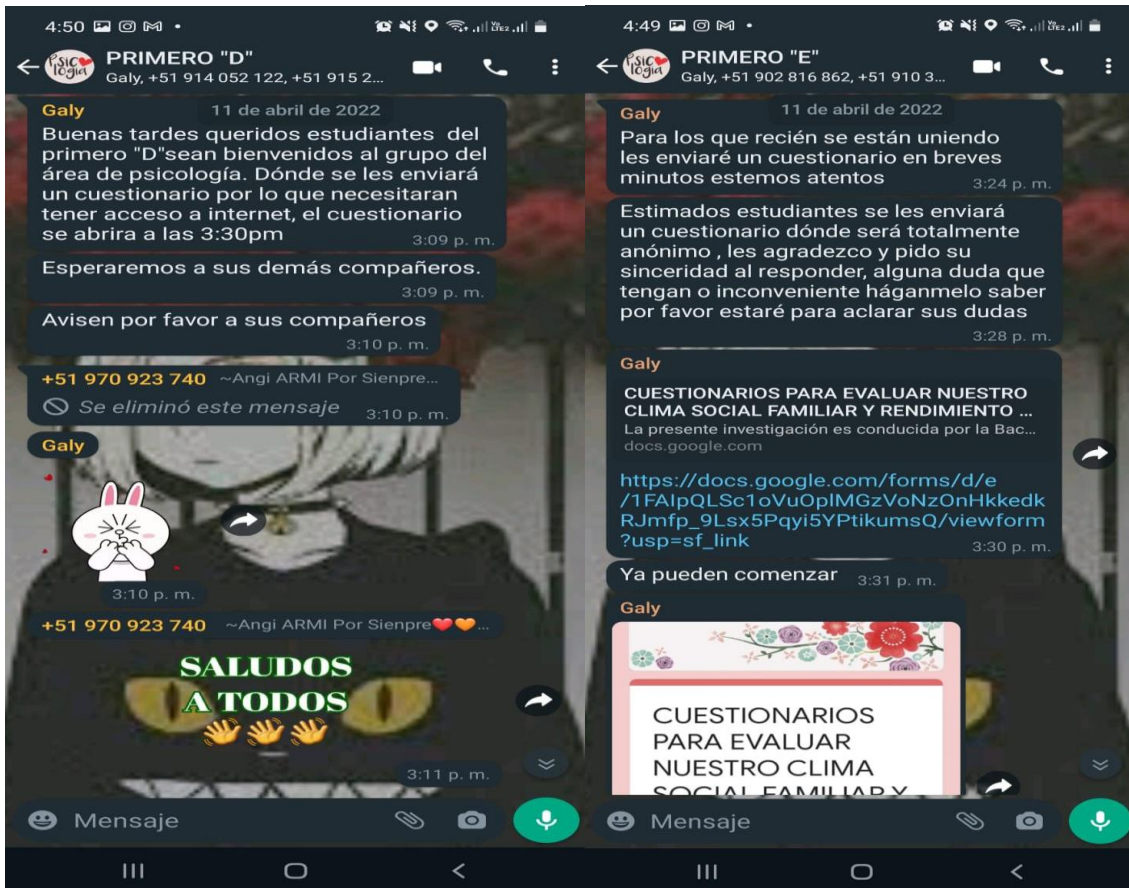 4:50
PRIMERO "D"
Galy, +51 914 052 122, +51 915 2...
11 de abril de 2022
Galy
Buenas tardes queridos estudiantes del
primero "D"sean bienvenidos al grupo del
área de psicología. Dónde se les enviará
un cuestionario por lo que necesitaran
tener acceso a internet, el cuestionario
se abrira a las 3:30pm
3:09 p. m.
Esperaremos a sus demás compañeros.
3:09 p. m.
Avisen por favor a sus compañeros
3:10 p. m.
+51 970 923 740 ~Angi ARMI Por Sienpre...
Se eliminó este mensaje 3:10 p. m.
Galy
3:10 p. m.
+51 970 923 740 ~Angi ARMI Por Sienpre❤️🧡...
SALUDOS
A TODOS
👋👋👋
3:11 p. m.
Mensaje
4:49
PRIMERO "E"
Galy, +51 902 816 862, +51 910 3...
11 de abril de 2022
Galy
Para los que recién se están uniendo
les enviaré un cuestionario en breves
minutos estemos atentos
3:24 p. m.
Estimados estudiantes se les enviará
un cuestionario dónde será totalmente
anónimo , les agradezco y pido su
sinceridad al responder, alguna duda que
tengan o inconveniente háganmelo saber
por favor estaré para aclarar sus dudas
3:28 p. m.
Galy
CUESTIONARIOS PARA EVALUAR NUESTRO
CLIMA SOCIAL FAMILIAR Y RENDIMIENTO ...
La presente investigación es conducida por la Bac...
docs.google.com
https://docs.google.com/forms/d/e
/1FAIpQLSc1oVuOplMGzVoNzOnHkkedk
RJmfp_9Lsx5Pqyi5YPtikumsQ/viewform
?usp=sf_link
3:30 p. m.
Ya pueden comenzar 3:31 p. m.
Galy
CUESTIONARIOS
PARA EVALUAR
NUESTRO CLIMA
SOCIAL FAMILIAR Y
Mensaje